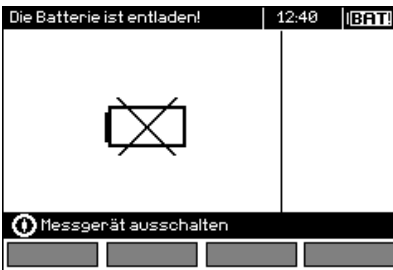 Die Batterie ist entladen! 12:40 !BAT!
Messgerät ausschalten